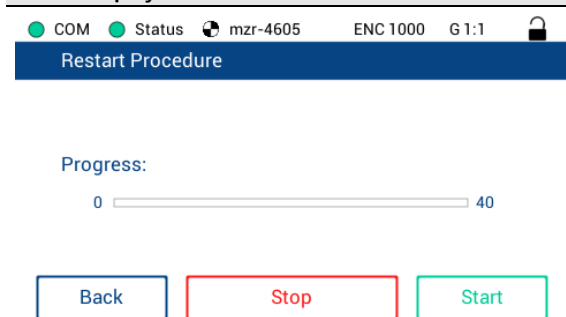 COM Status mzr-4605 ENC 1000 G 1:1
Restart Procedure
Progress:
0 40
Back Stop Start